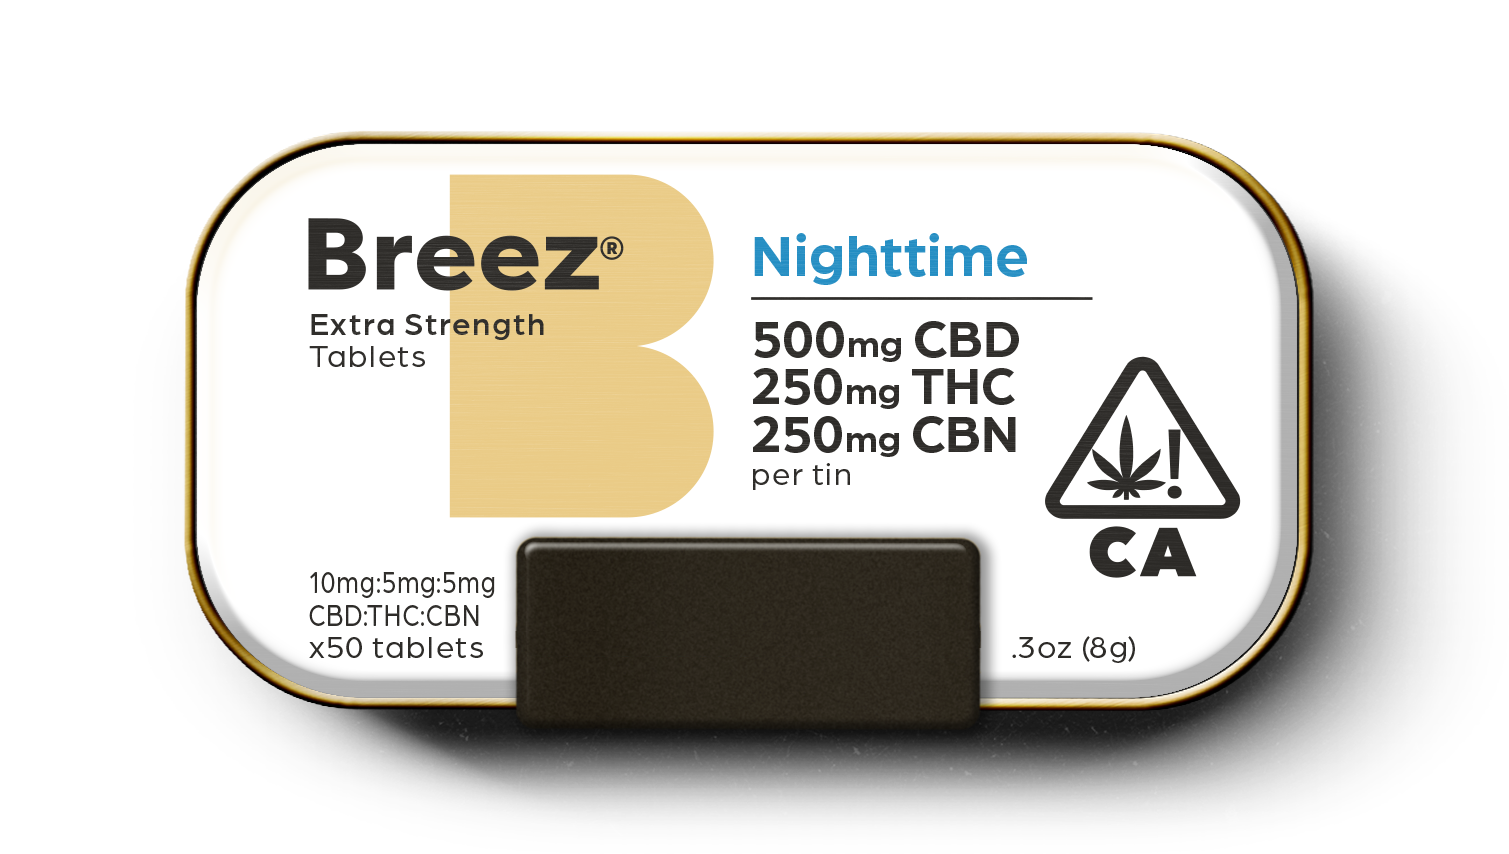 Breez®
Extra Strength
Tablets
Nighttime
500mg CBD
250mg THC
250mg CBN
per tin
!
CA
10mg:5mg:5mg
CBD:THC:CBN
x50 tablets
.3oz (8g)